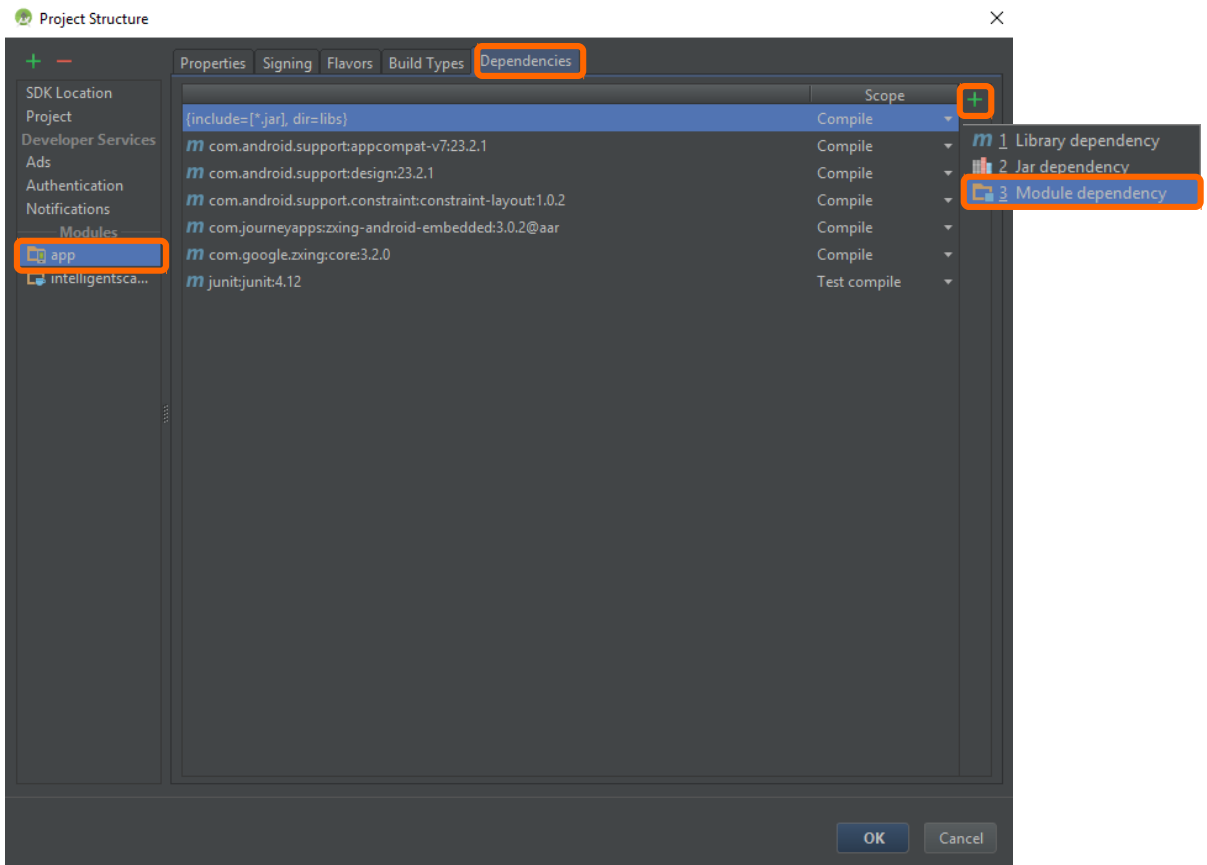 Project Structure
Properties Signing Flavors Build Types Dependencies
SDK Location
Project
Developer Services
Ads
Authentication
Notifications
Modules
app
intelligentsca...
Scope
{include=[*.jar], dir=libs} Compile
m com.android.support:appcompat-v7:23.2.1 Compile
m com.android.support:design:23.2.1 Compile
m com.android.support.constraint:constraint-layout:1.0.2 Compile
m com.journeyapps:zxing-android-embedded:3.0.2@aar Compile
m com.google.zxing:core:3.2.0 Compile
m junit:junit:4.12 Test compile
m 1 Library dependency
2 Jar dependency
3 Module dependency
OK Cancel